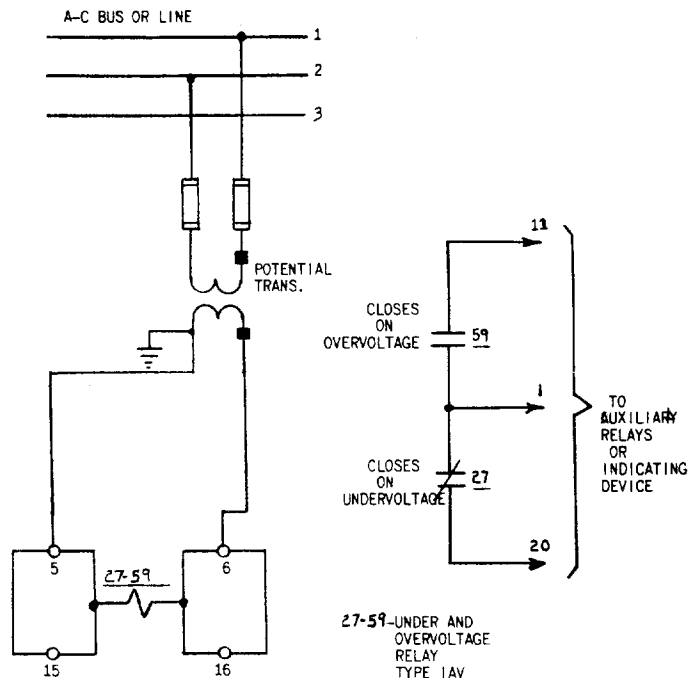 A-C BUS OR LINE
1
2
3
POTENTIAL
TRANS.
11
CLOSES
ON
OVERVOLTAGE
59
1
TO
AUXILIARY
RELAYS
OR
INDICATING
DEVICE
CLOSES
ON
UNDERVOLTAGE
27
20
5
27-59
6
15
16
27-59-UNDER AND
OVERVOLTAGE
RELAY
TYPE IAV